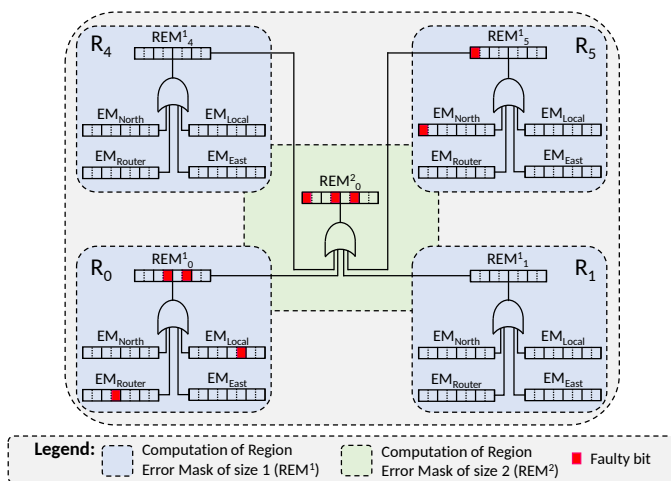 R4
REM¹4
EMNorth
EMLocal
EMRouter
EMEast
R5
REM¹5
EMNorth
EMLocal
EMRouter
EMEast
REM²0
R0
REM¹0
EMNorth
EMLocal
EMRouter
EMEast
R1
REM¹1
EMNorth
EMLocal
EMRouter
EMEast
Legend:
Computation of Region
Error Mask of size 1 (REM¹)
Computation of Region
Error Mask of size 2 (REM²)
Faulty bit